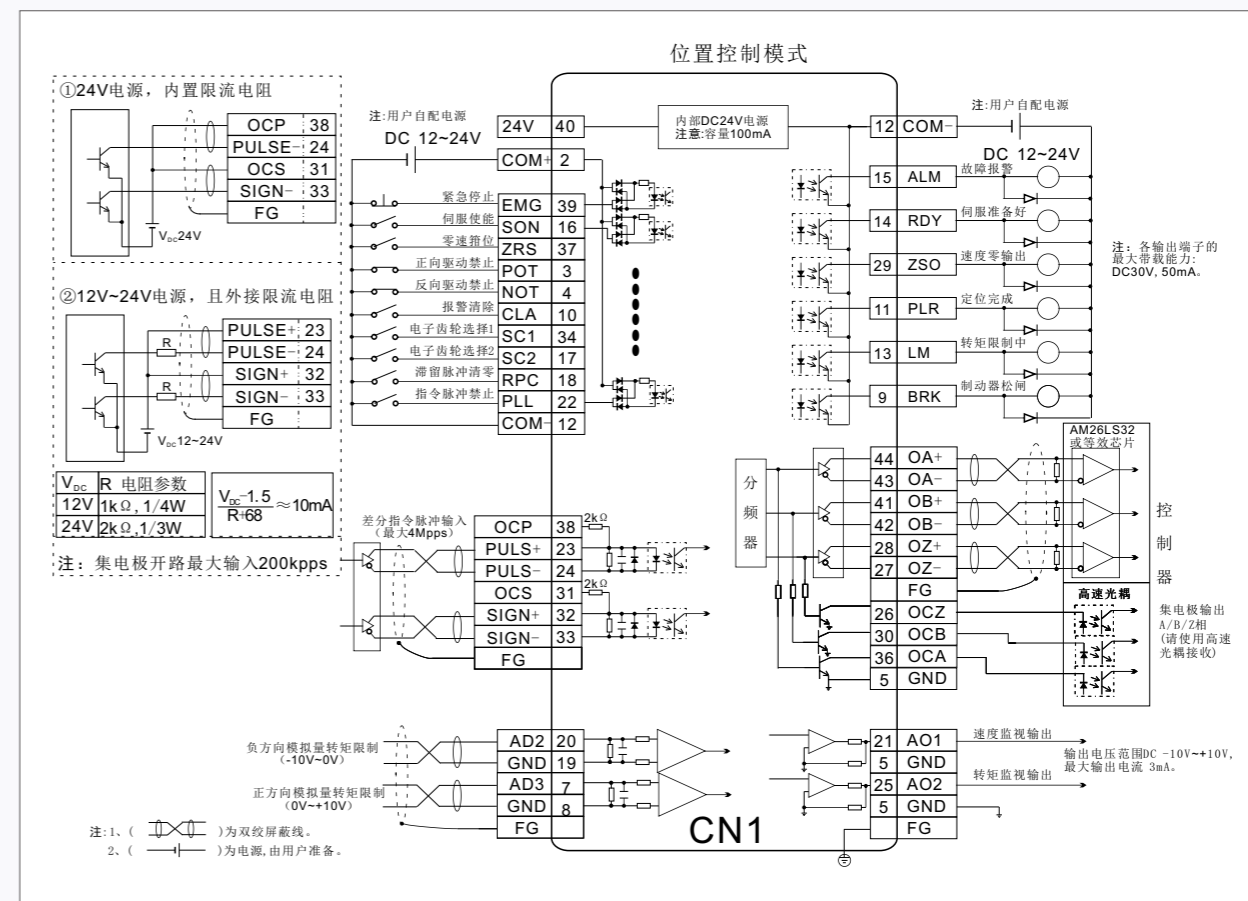 位置控制模式
①24V电源，内置限流电阻
OCP 38
PULSE- 24
OCS 31
SIGN- 33
FG
VDC24V
②12V~24V电源，且外接限流电阻
R
R
PULSE+ 23
PULSE- 24
SIGN+ 32
SIGN- 33
FG
VDC12~24V
VDC R 电阻参数
12V 1kΩ, 1/4W
24V 2kΩ,1/3W
VDC-1.5
R+68
≈10mA
注：集电极开路最大输入200kpps
注:用户自配电源
DC 12~24V
24V 40
COM+ 2
紧急停止 EMG 39
伺服使能 SON 16
零速箝位 ZRS 37
正向驱动禁止 POT 3
反向驱动禁止 NOT 4
报警清除 CLA 10
电子齿轮选择1 SC1 34
电子齿轮选择2 SC2 17
滞留脉冲清零 RPC 18
指令脉冲禁止 PLL 22
COM- 12
内部DC24V电源
注意:容量100mA
差分指令脉冲输入
（最大4Mpps）
OCP 38 2kΩ
PULS+ 23
PULS- 24
OCS 31 2kΩ
SIGN+ 32
SIGN- 33
FG
负方向模拟量转矩限制
（-10V~0V）
正方向模拟量转矩限制
（0V~+10V）
AD2 20
GND 19
AD3 7
GND 8
FG
注:1、( )为双绞屏蔽线。
2、( )为电源,由用户准备。
CN1
注:用户自配电源
12 COM-
DC 12~24V
15 ALM 故障报警
14 RDY 伺服准备好
29 ZSO 速度零输出
11 PLR 定位完成
13 LM 转矩限制中
9 BRK 制动器松闸
注：各输出端子的
最大带载能力:
DC30V, 50mA。
分
频
器
44 OA+
43 OA-
41 OB+
42 OB-
28 OZ+
27 OZ-
FG
26 OCZ
30 OCB
36 OCA
5 GND
AM26LS32
或等效芯片
控
制
器
高速光耦
集电极输出
A/B/Z相
(请使用高速
光耦接收)
21 AO1 速度监视输出
5 GND
25 AO2 转矩监视输出
5 GND
FG
输出电压范围DC -10V~+10V,
最大输出电流 3mA。